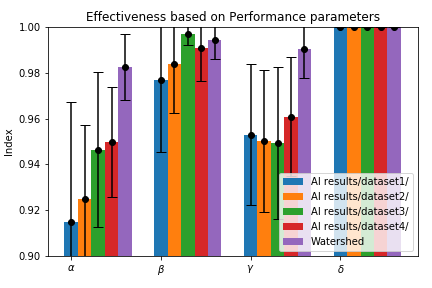 Effectiveness based on Performance parameters
1.00
0.98
0.96
0.94
0.92
0.90
Index
α
β
γ
δ
AI results/dataset1/
AI results/dataset2/
AI results/dataset3/
AI results/dataset4/
Watershed